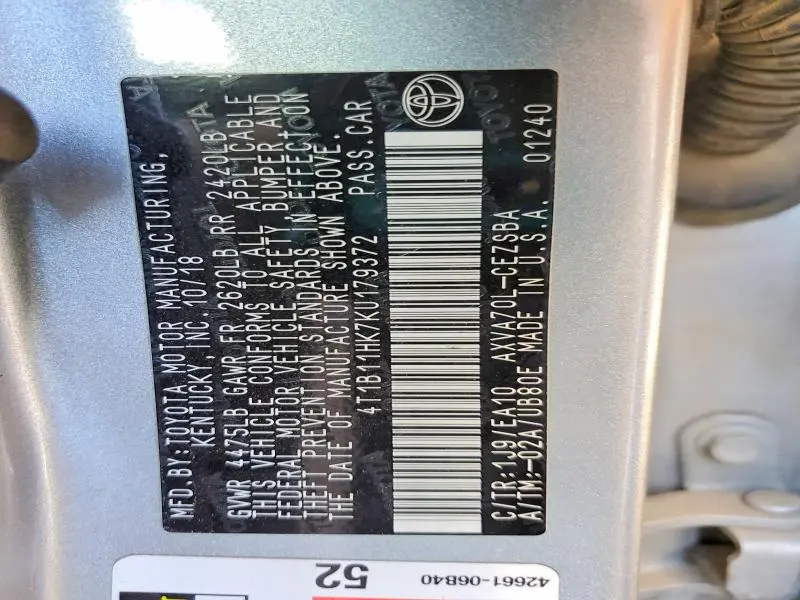 MFD.BY:TOYOTA MOTOR MANUFACTURING,
KENTUCKY INC. 10/18
GVWR 4475LB GAWR FR 2620LB RR 2420LB
THIS VEHICLE CONFORMS TO ALL APPLICABLE
FEDERAL MOTOR VEHICLE SAFETY, BUMPER, AND
THEFT PREVENTION STANDARDS IN EFFECT ON
THE DATE OF MANUFACTURE SHOWN ABOVE.
4T1B11HK7KU179372 PASS.CAR
C/TR:1J9/EA10 AXVA70L-CEZSBA
A/TM:-02A/UB80E MADE IN U.S.A. 01240
52
42661-06B40